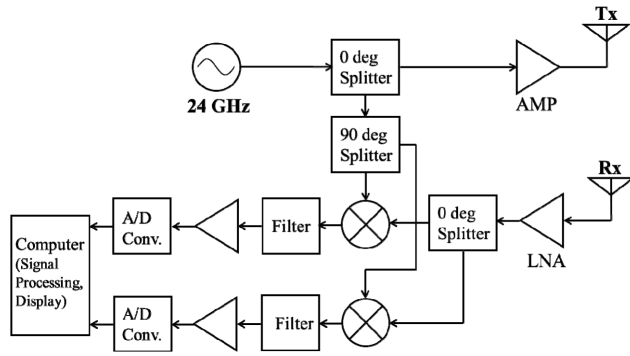 Tx
0 deg
Splitter
24 GHz
AMP
90 deg
Splitter
Rx
0 deg
Splitter
LNA
A/D
Conv.
Filter
Computer
(Signal
Processing,
Display)
A/D
Conv.
Filter